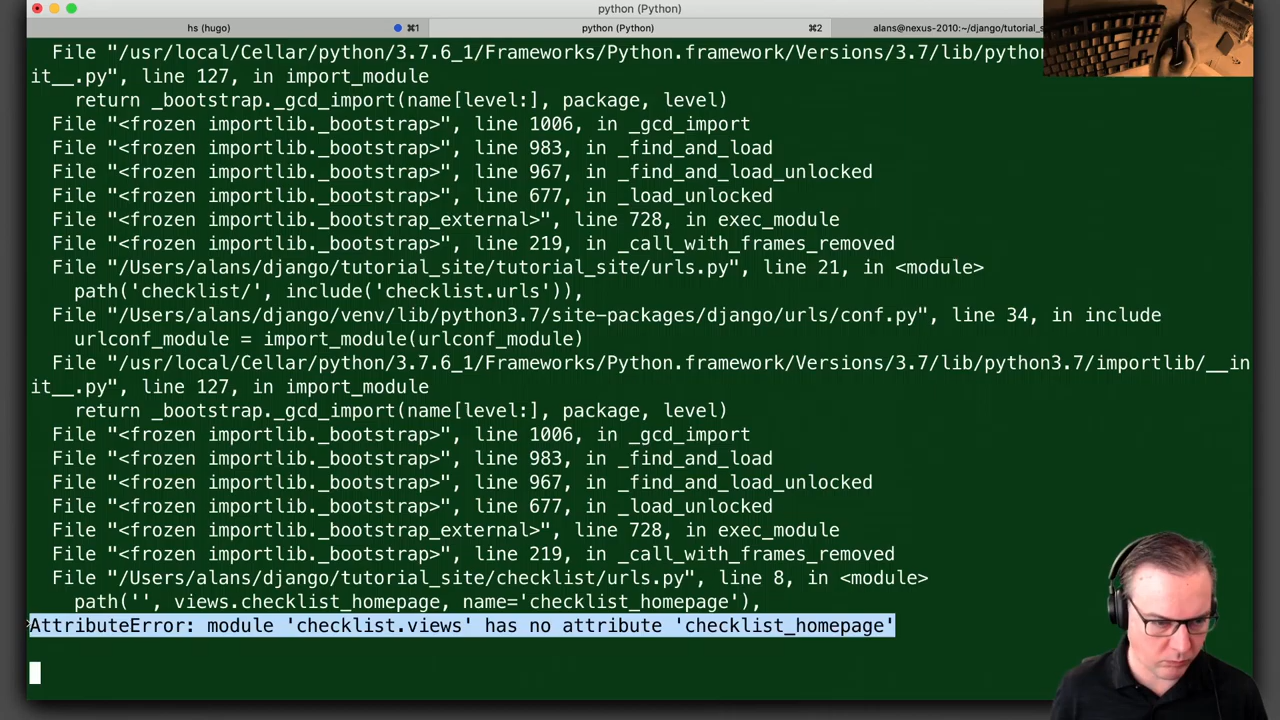 python (Python)
hs (hugo) ⌘1 python (Python) ⌘2 alans@nexus-2010:~/django/tutorial_s
File "/usr/local/Cellar/python/3.7.6_1/Frameworks/Python.framework/Versions/3.7/lib/python
it__.py", line 127, in import_module
return _bootstrap._gcd_import(name[level:], package, level)
File "<frozen importlib._bootstrap>", line 1006, in _gcd_import
File "<frozen importlib._bootstrap>", line 983, in _find_and_load
File "<frozen importlib._bootstrap>", line 967, in _find_and_load_unlocked
File "<frozen importlib._bootstrap>", line 677, in _load_unlocked
File "<frozen importlib._bootstrap_external>", line 728, in exec_module
File "<frozen importlib._bootstrap>", line 219, in _call_with_frames_removed
File "/Users/alans/django/tutorial_site/tutorial_site/urls.py", line 21, in <module>
path('checklist/', include('checklist.urls')),
File "/Users/alans/django/venv/lib/python3.7/site-packages/django/urls/conf.py", line 34, in include
urlconf_module = import_module(urlconf_module)
File "/usr/local/Cellar/python/3.7.6_1/Frameworks/Python.framework/Versions/3.7/lib/python3.7/importlib/__in
it__.py", line 127, in import_module
return _bootstrap._gcd_import(name[level:], package, level)
File "<frozen importlib._bootstrap>", line 1006, in _gcd_import
File "<frozen importlib._bootstrap>", line 983, in _find_and_load
File "<frozen importlib._bootstrap>", line 967, in _find_and_load_unlocked
File "<frozen importlib._bootstrap>", line 677, in _load_unlocked
File "<frozen importlib._bootstrap_external>", line 728, in exec_module
File "<frozen importlib._bootstrap>", line 219, in _call_with_frames_removed
File "/Users/alans/django/tutorial_site/checklist/urls.py", line 8, in <module>
path('', views.checklist_homepage, name='checklist_homepage'),
AttributeError: module 'checklist.views' has no attribute 'checklist_homepage'